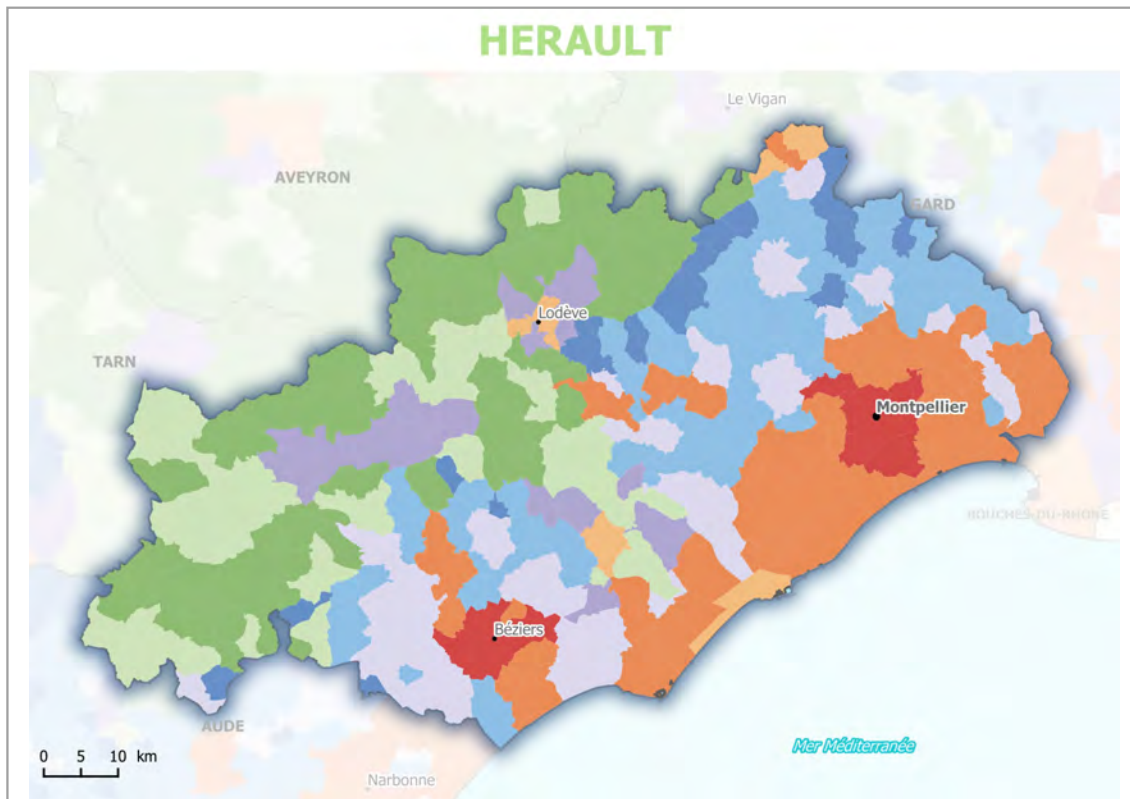 HERAULT
Le Vigan
AVEYRON
GARD
Lodève
TARN
Montpellier
BOUCHES-DU-RHONE
Béziers
AUDE
Mer Méditerranée
0 5 10 km
Narbonne